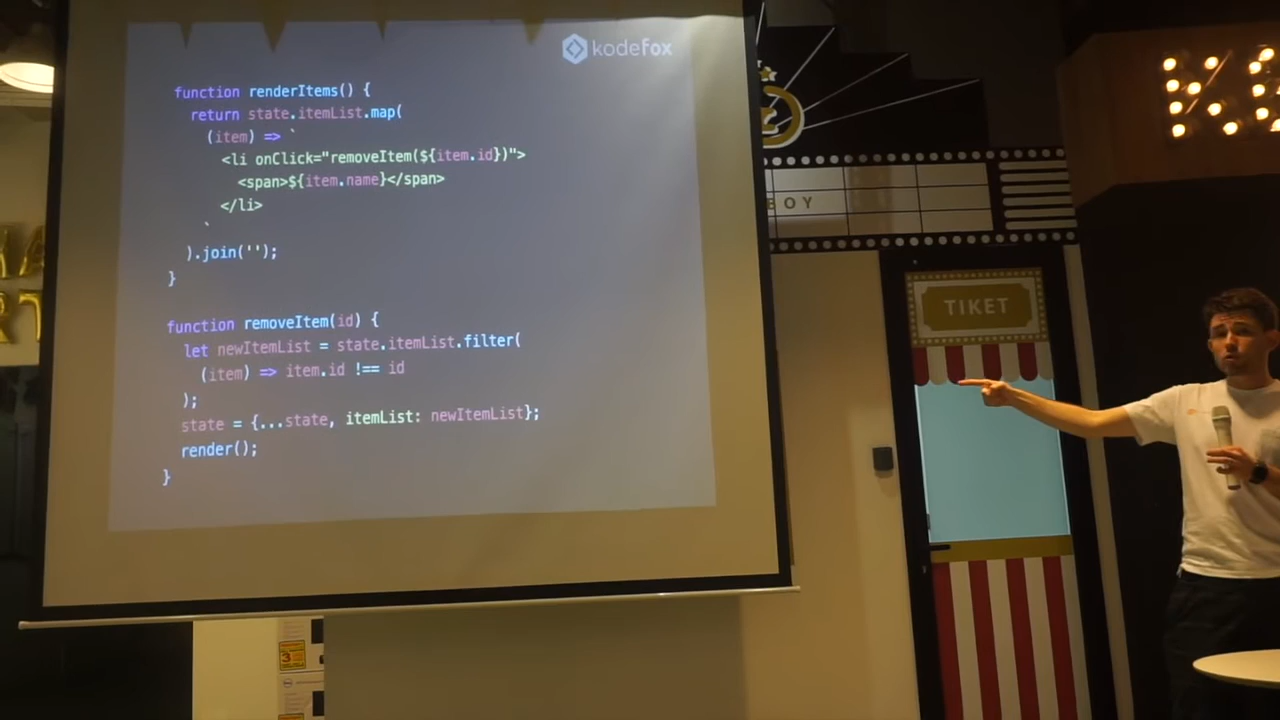 kodefox
function renderItems() {
return state.itemList.map(
(item) => `
<li onClick="removeItem(${item.id})">
<span>${item.name}</span>
</li>
`
).join('');
}
function removeItem(id) {
let newItemList = state.itemList.filter(
(item) => item.id !== id
);
state = {...state, itemList: newItemList};
render();
}
BOY
TIKET
3